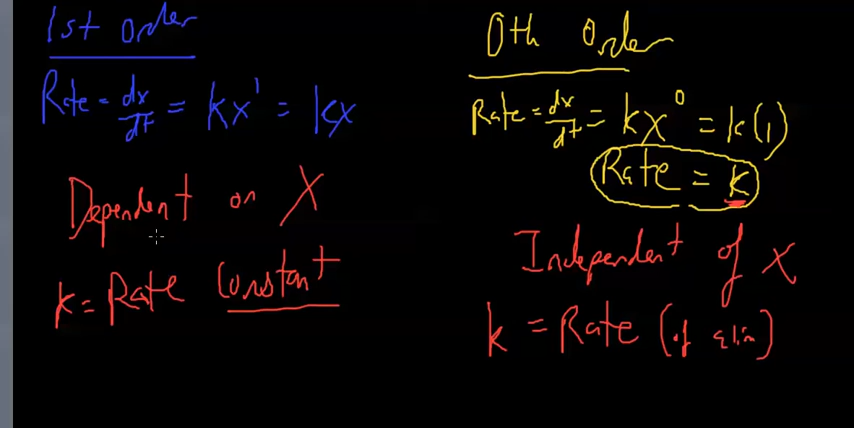 1st Order
Rate = dx/dt = kx¹ = kx
Dependent on X
k = Rate Constant
0th Order
Rate = dx/dt = kx⁰ = k(1)
Rate = k
Independent of X
k = Rate (of elim)